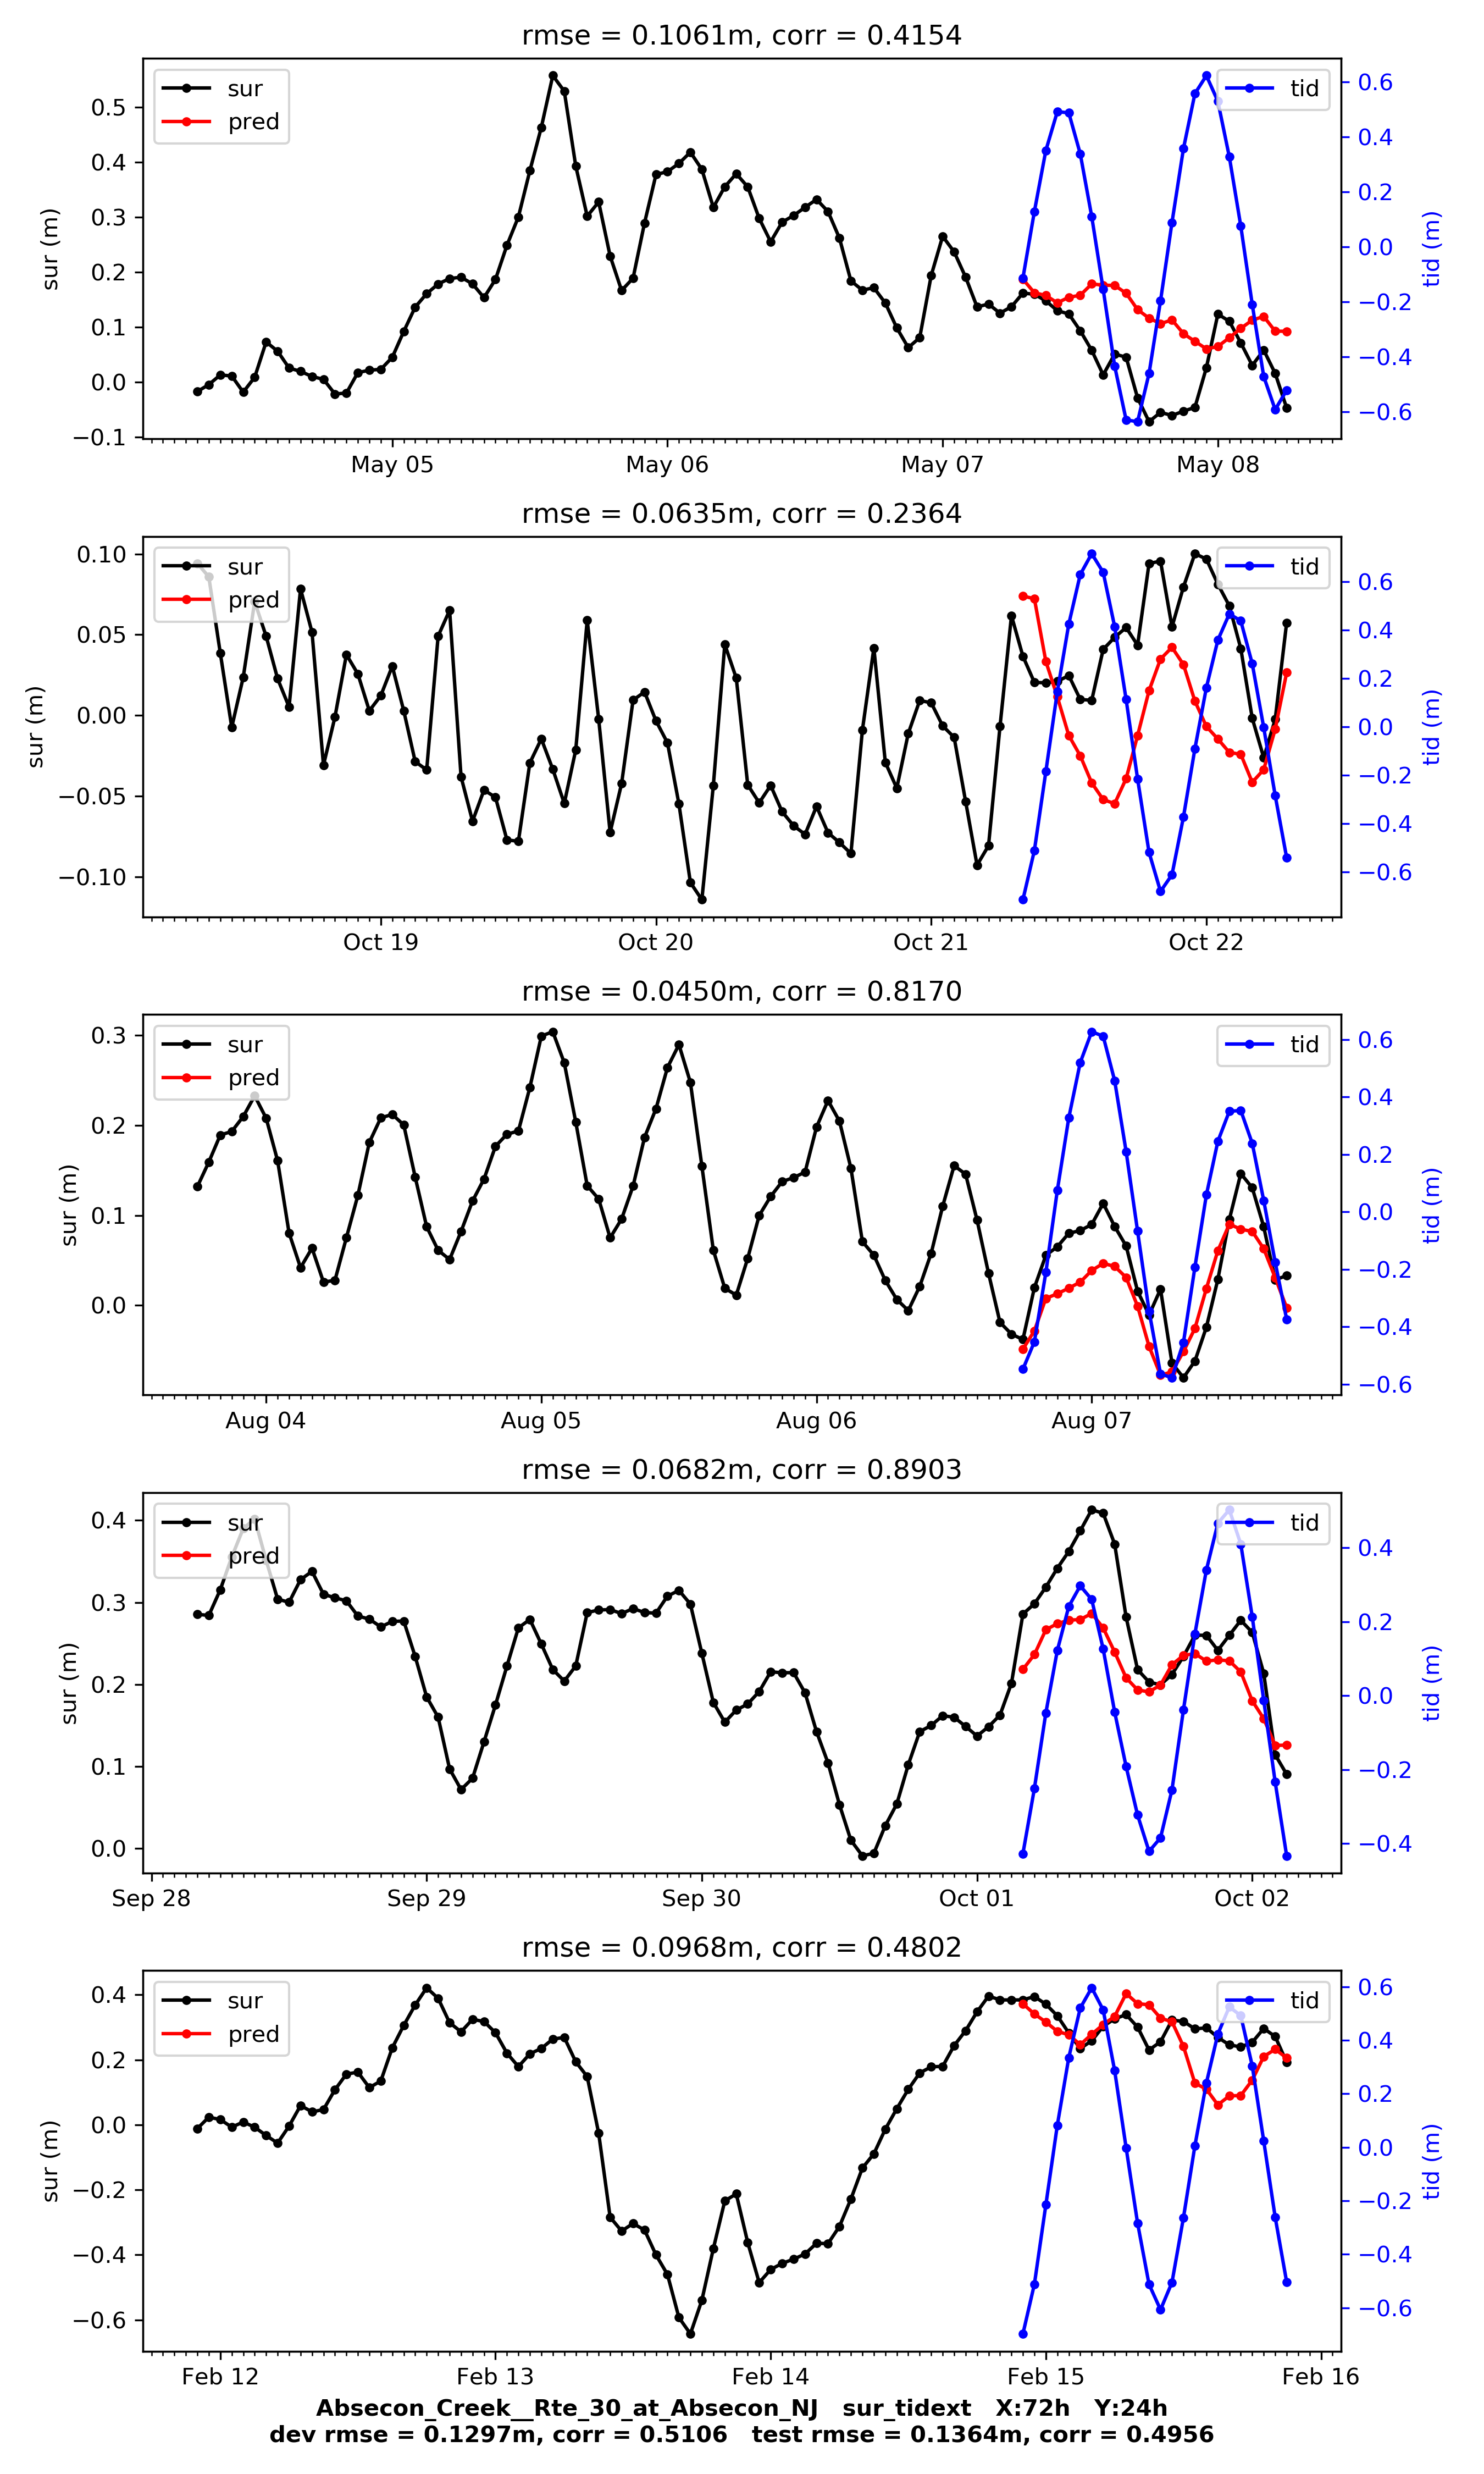 rmse = 0.1061m, corr = 0.4154
sur
pred
tid
0.5
0.4
0.3
0.2
0.1
0.0
−0.1
sur (m)
0.6
0.4
0.2
0.0
−0.2
−0.4
−0.6
tid (m)
May 05 May 06 May 07 May 08
rmse = 0.0635m, corr = 0.2364
sur
pred
tid
0.10
0.05
0.00
−0.05
−0.10
sur (m)
0.6
0.4
0.2
0.0
−0.2
−0.4
−0.6
tid (m)
Oct 19 Oct 20 Oct 21 Oct 22
rmse = 0.0450m, corr = 0.8170
sur
pred
tid
0.3
0.2
0.1
0.0
sur (m)
0.6
0.4
0.2
0.0
−0.2
−0.4
−0.6
tid (m)
Aug 04 Aug 05 Aug 06 Aug 07
rmse = 0.0682m, corr = 0.8903
sur
pred
tid
0.4
0.3
0.2
0.1
0.0
sur (m)
0.4
0.2
0.0
−0.2
−0.4
tid (m)
Sep 28 Sep 29 Sep 30 Oct 01 Oct 02
rmse = 0.0968m, corr = 0.4802
sur
pred
tid
0.4
0.2
0.0
−0.2
−0.4
−0.6
sur (m)
0.6
0.4
0.2
0.0
−0.2
−0.4
−0.6
tid (m)
Feb 12 Feb 13 Feb 14 Feb 15 Feb 16
Absecon_Creek__Rte_30_at_Absecon_NJ sur_tidext X:72h Y:24h
dev rmse = 0.1297m, corr = 0.5106 test rmse = 0.1364m, corr = 0.4956